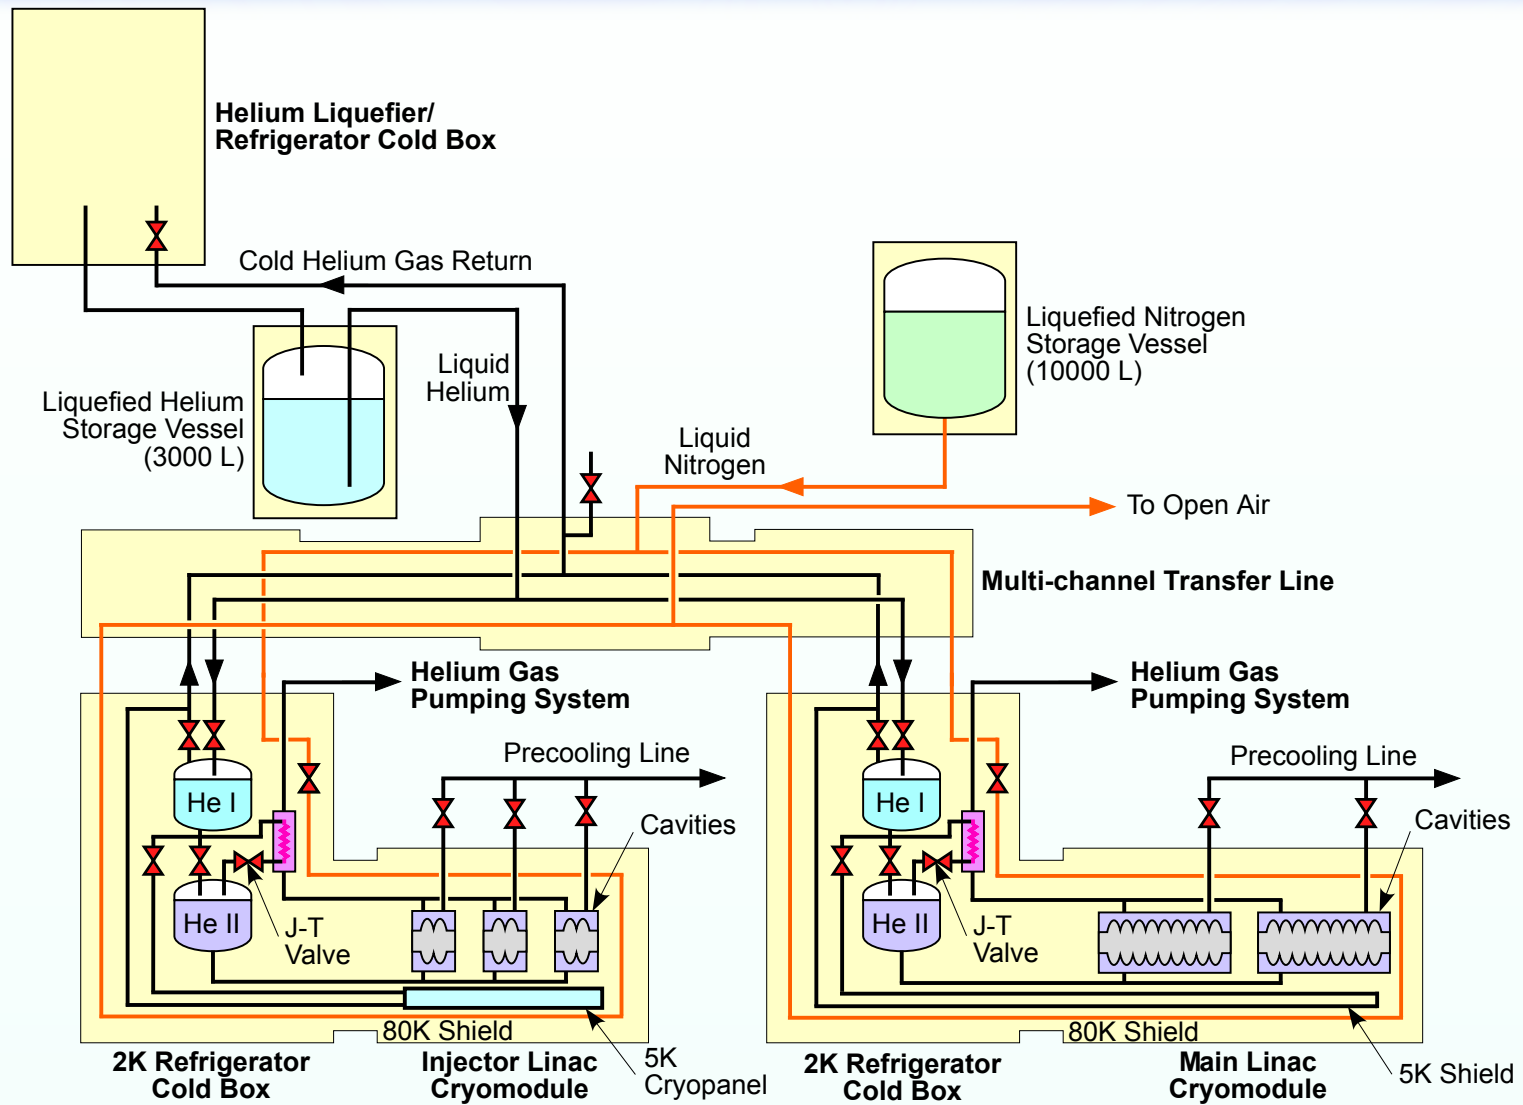 Helium Liquefier/
Refrigerator Cold Box
Cold Helium Gas Return
Liquefied Nitrogen
Storage Vessel
(10000 L)
Liquid
Helium
Liquefied Helium
Storage Vessel
(3000 L)
Liquid
Nitrogen
To Open Air
Multi-channel Transfer Line
Helium Gas
Pumping System
Helium Gas
Pumping System
Precooling Line
Precooling Line
He I
He I
Cavities
Cavities
He II
He II
J-T
Valve
J-T
Valve
80K Shield
80K Shield
2K Refrigerator
Cold Box
Injector Linac
Cryomodule
5K
Cryopanel
2K Refrigerator
Cold Box
Main Linac
Cryomodule
5K Shield